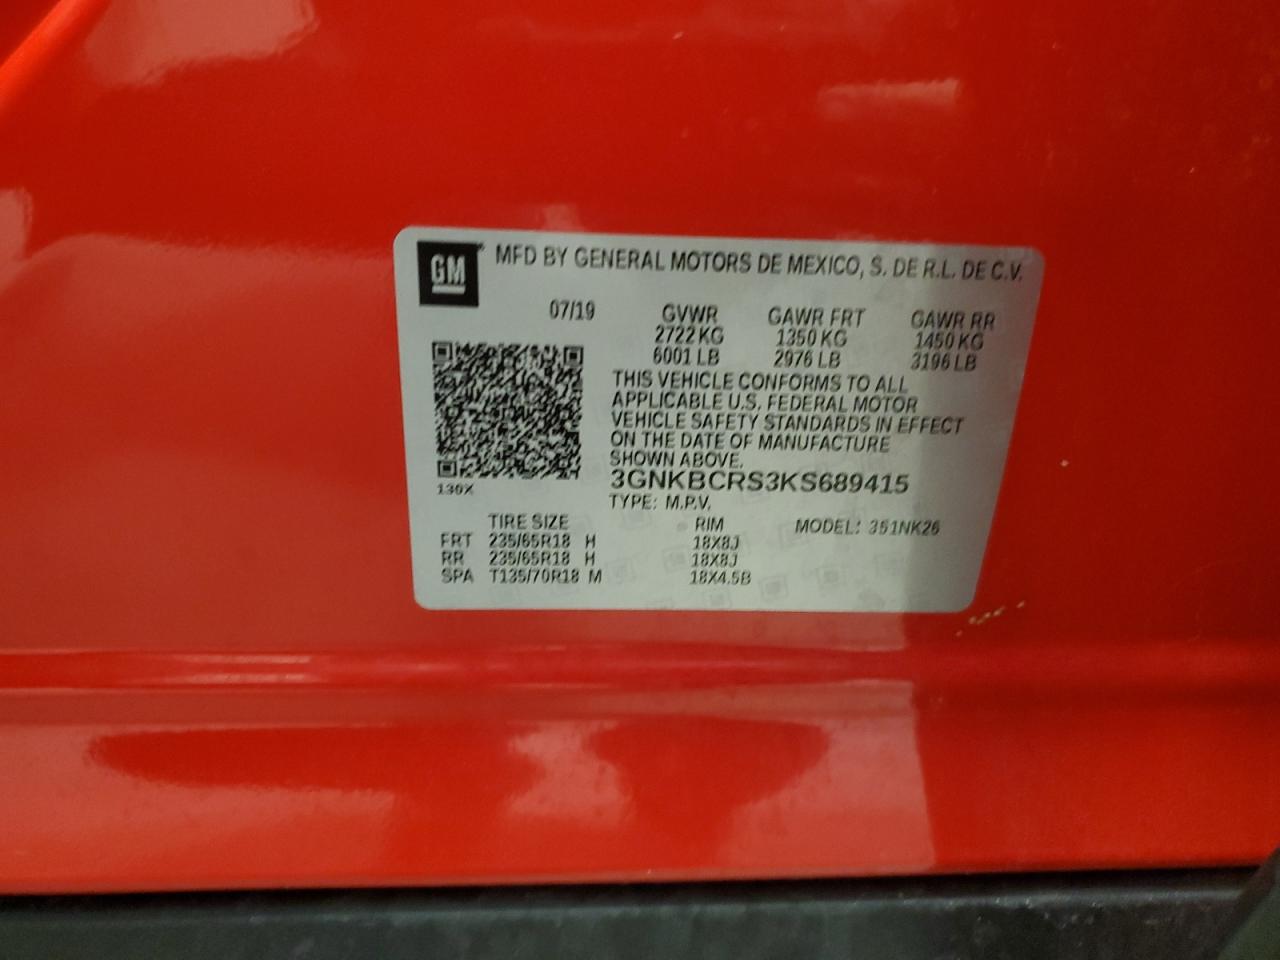 GM MFD BY GENERAL MOTORS DE MEXICO, S. DE R.L. DE C.V.
07/19 GVWR GAWR FRT GAWR RR
2722 KG 1350 KG 1450 KG
6001 LB 2976 LB 3196 LB
THIS VEHICLE CONFORMS TO ALL
APPLICABLE U.S. FEDERAL MOTOR
VEHICLE SAFETY STANDARDS IN EFFECT
ON THE DATE OF MANUFACTURE
SHOWN ABOVE.
3GNKBCRS3KS689415
130X
TYPE: M.P.V.
TIRE SIZE RIM MODEL: 351NK26
FRT 235/65R18 H 18X8J
RR 235/65R18 H 18X8J
SPA T135/70R18 M 18X4.5B